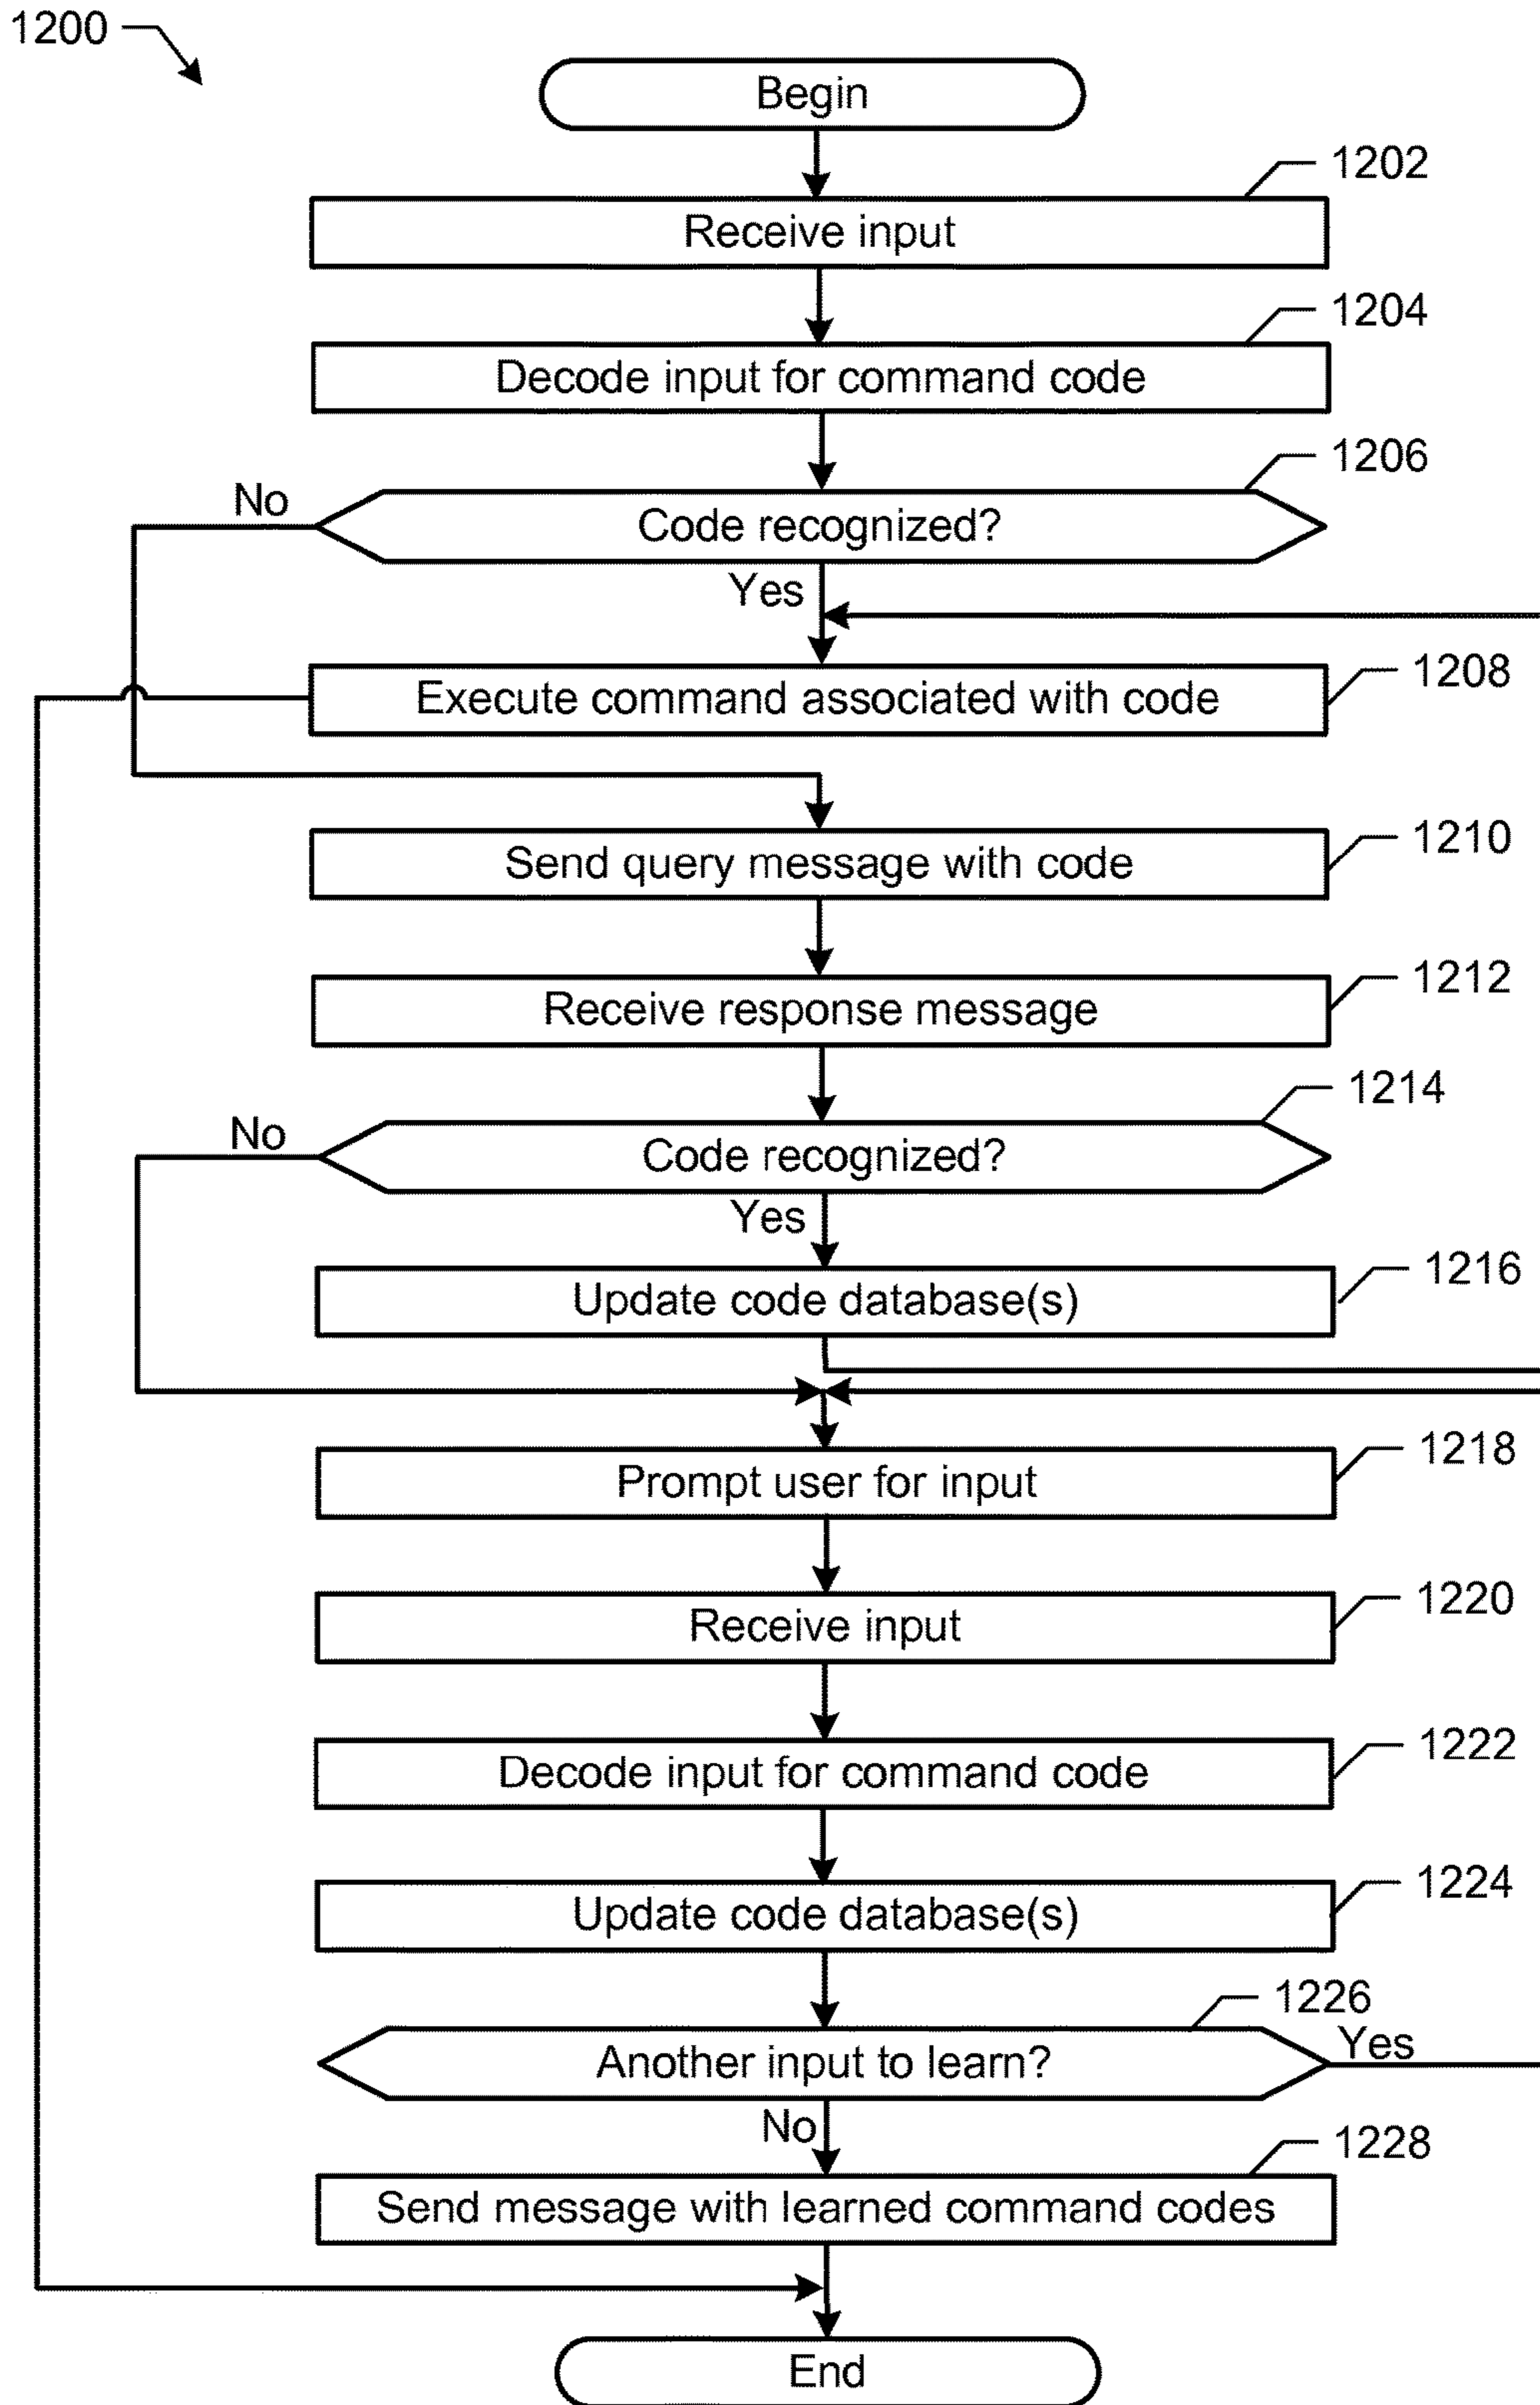 1200
Begin
1202
Receive input
1204
Decode input for command code
1206
No
Code recognized?
Yes
1208
Execute command associated with code
1210
Send query message with code
1212
Receive response message
1214
No
Code recognized?
Yes
1216
Update code database(s)
1218
Prompt user for input
1220
Receive input
1222
Decode input for command code
1224
Update code database(s)
1226
Another input to learn?
Yes
No
1228
Send message with learned command codes
End